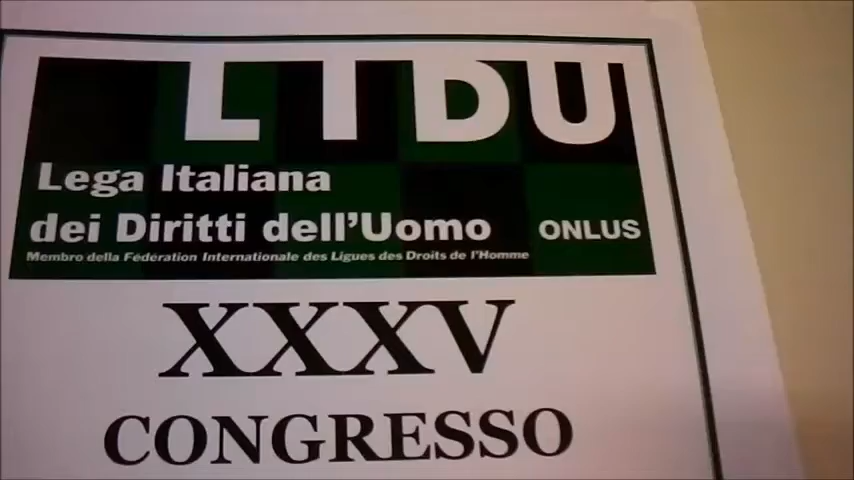 LIDU
Lega Italiana
dei Diritti dell'Uomo ONLUS
Membro della Fédération Internationale des Ligues des Droits de l'Homme
XXXV
CONGRESSO